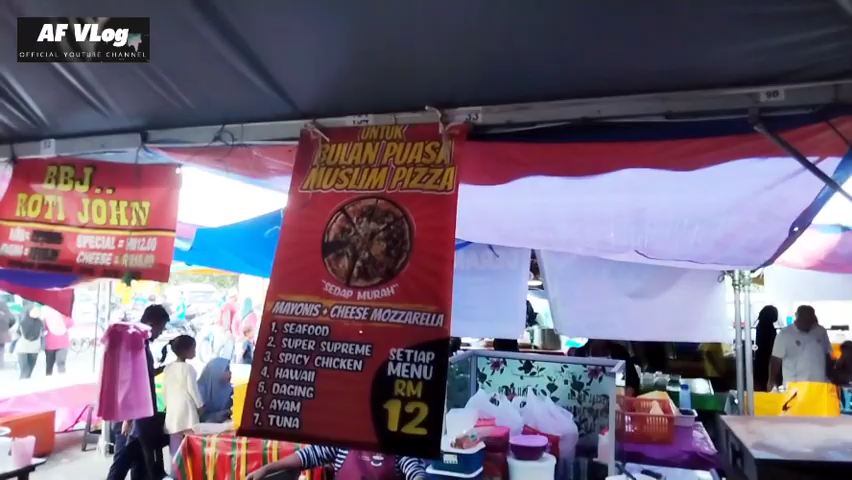 AF VLog
OFFICIAL YOUTUBE CHANNEL
BBJ..
ROTI JOHN
SPECIAL =
CHEESE =
UNTUK
BULAN PUASA
MUSLIM PIZZA
"SEDAP MURAH"
MAYONIS + CHEESE MOZZARELLA
1. SEAFOOD
2. SUPER SUPREME
3. SPICY CHICKEN
4. HAWAII
5. DAGING
6. AYAM
7. TUNA
SETIAP
MENU
RM
12